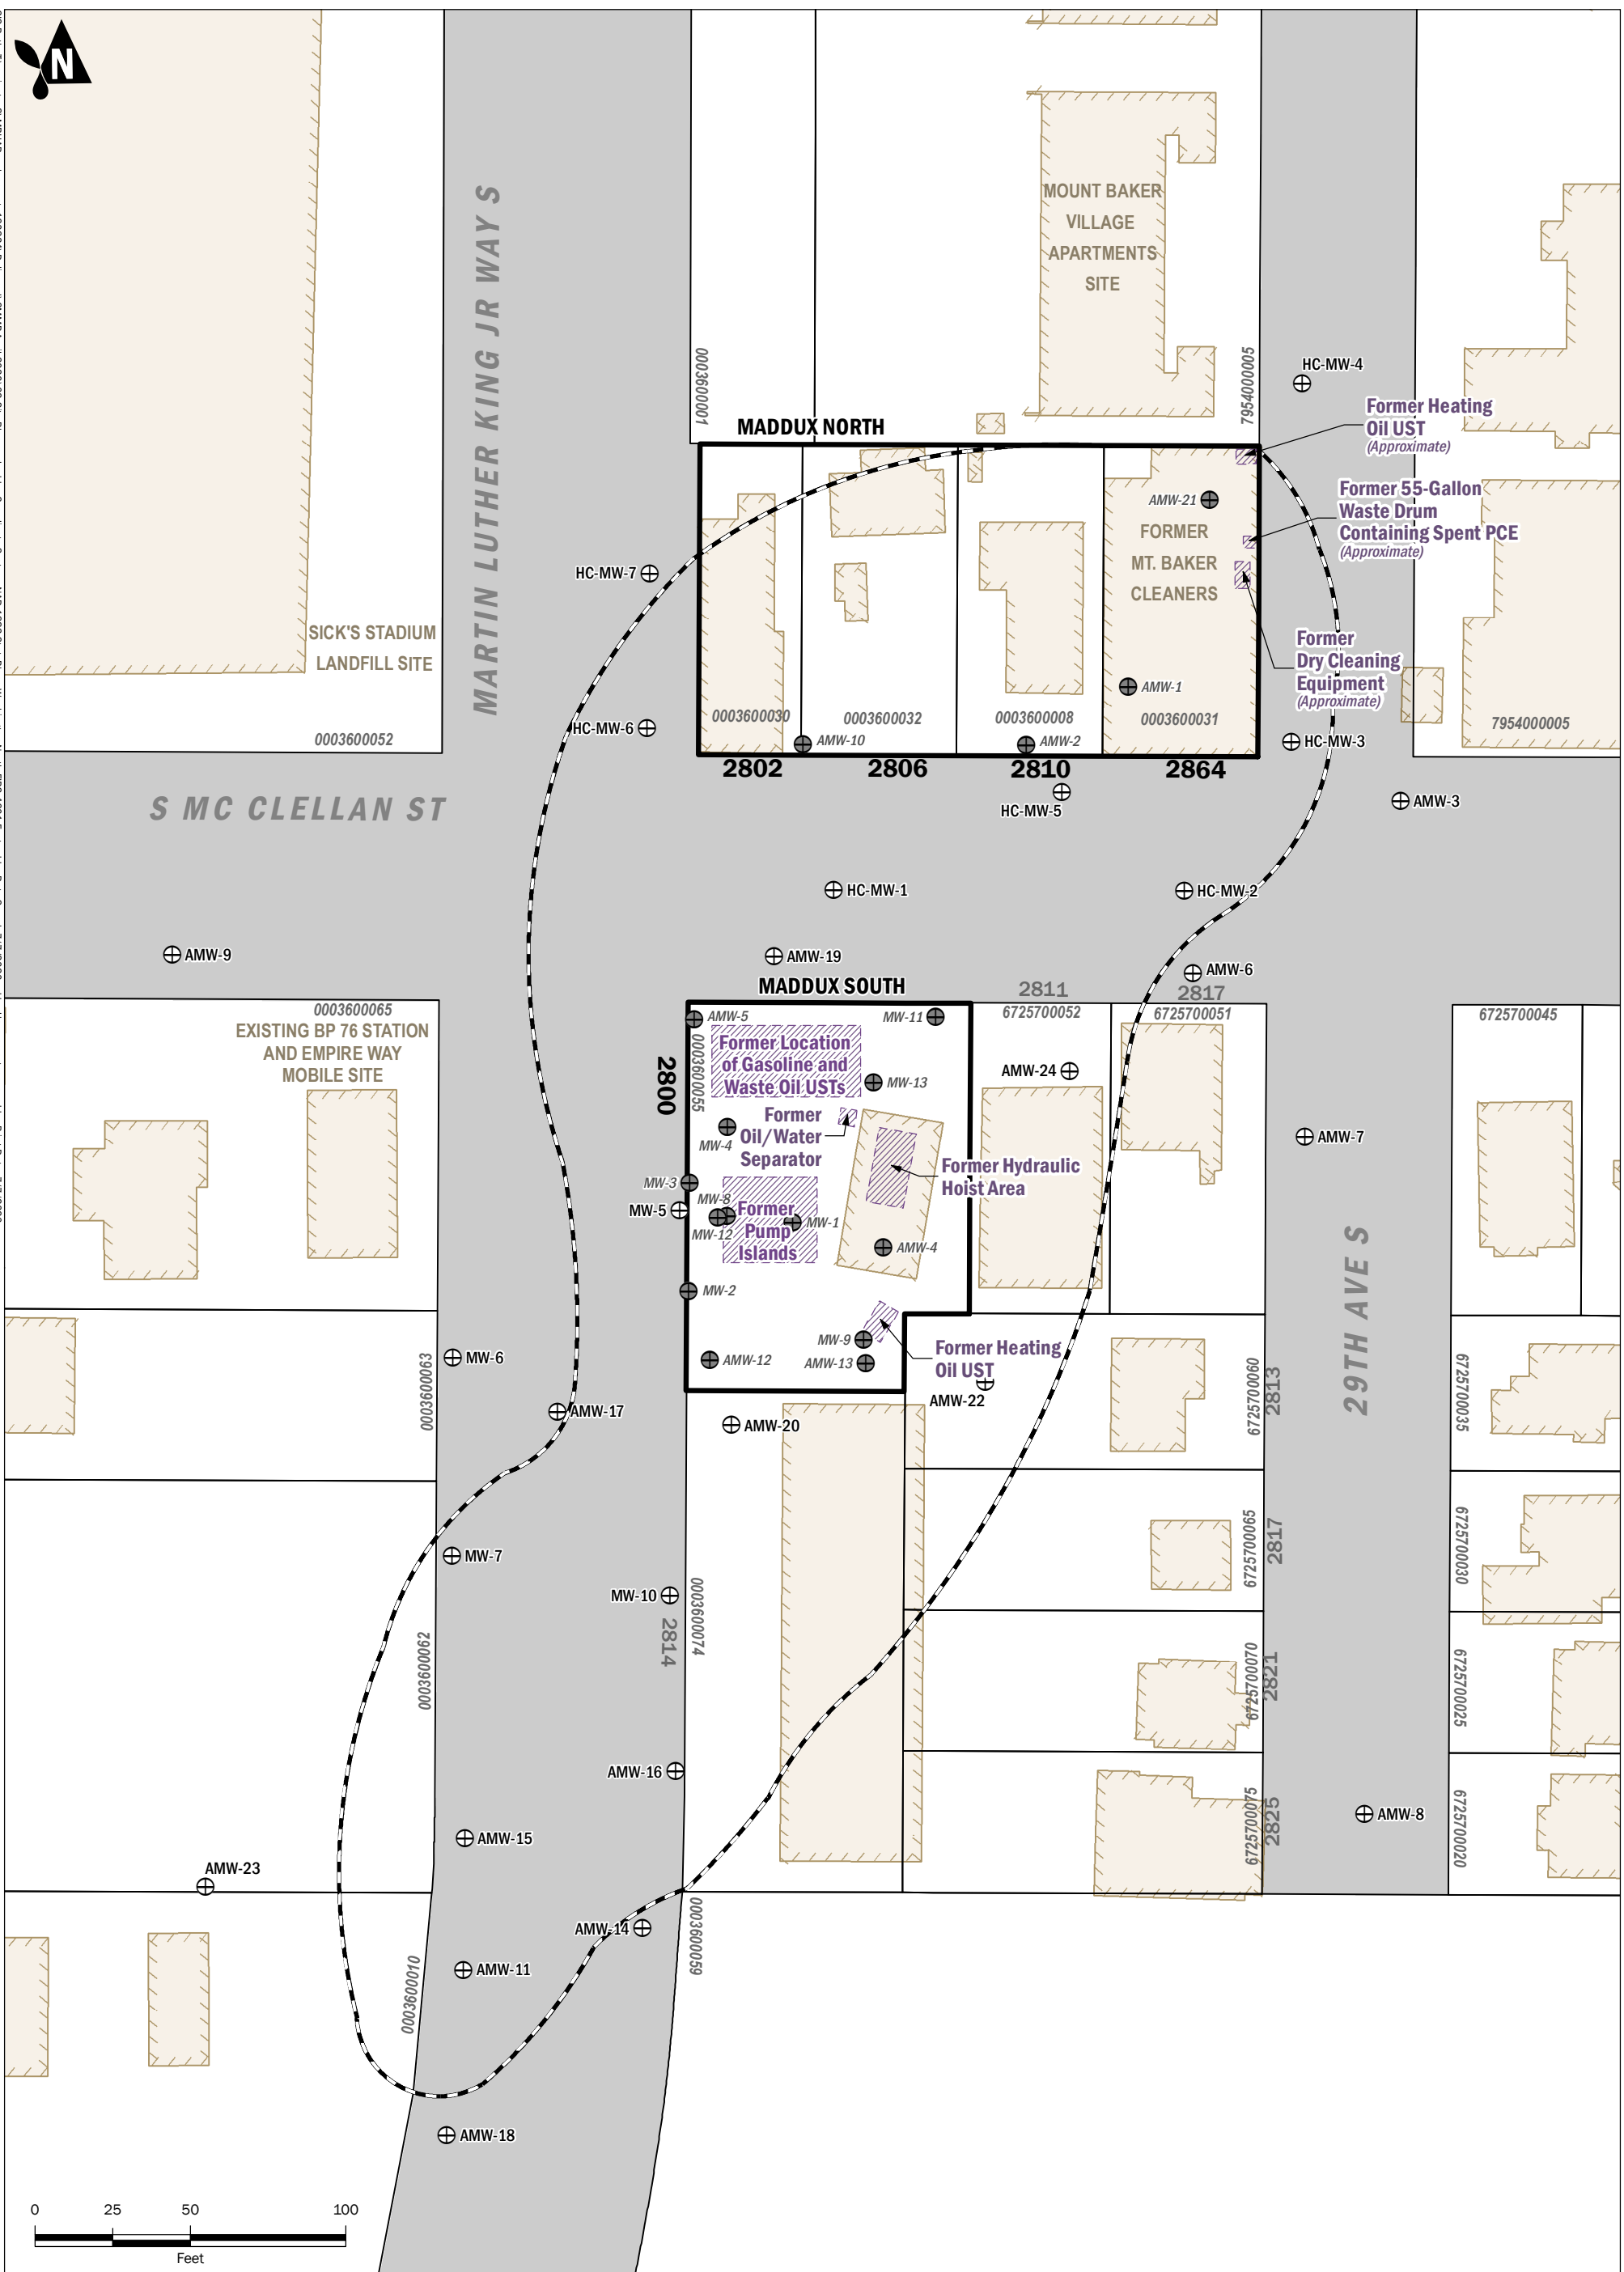 N
MOUNT BAKER
VILLAGE
APARTMENTS
SITE
MARTIN LUTHER KING JR WAY S
0003600001
7954000005
HC-MW-4
MADDUX NORTH
Former Heating
Oil UST
(Approximate)
Former 55-Gallon
Waste Drum
Containing Spent PCE
(Approximate)
AMW-21
FORMER
MT. BAKER
CLEANERS
HC-MW-7
SICK'S STADIUM
LANDFILL SITE
Former
Dry Cleaning
Equipment
(Approximate)
AMW-1
0003600030
0003600032
0003600008
0003600031
7954000005
HC-MW-6
0003600052
AMW-10
AMW-2
HC-MW-3
2802
2806
2810
2864
S MC CLELLAN ST
HC-MW-5
AMW-3
HC-MW-1
HC-MW-2
AMW-9
AMW-19
AMW-6
MADDUX SOUTH
2811
2817
0003600065
6725700052
6725700051
6725700045
EXISTING BP 76 STATION
AND EMPIRE WAY
MOBILE SITE
AMW-5
MW-11
0003600055
2800
Former Location
of Gasoline and
Waste Oil USTs
MW-13
AMW-24
MW-4
Former
Oil/Water
Separator
AMW-7
Former Hydraulic
Hoist Area
MW-3
MW-8
MW-5
MW-12
Former
Pump
Islands
MW-1
AMW-4
29TH AVE S
MW-2
MW-9
AMW-12
AMW-13
Former Heating
Oil UST
MW-6
0003600063
AMW-22
6725700060
2813
6725700035
AMW-17
AMW-20
MW-7
6725700065
2817
6725700030
MW-10
2814
0003600074
0003600062
6725700070
2821
6725700025
AMW-16
AMW-15
6725700075
2825
AMW-8
6725700020
AMW-23
AMW-14
0003600059
AMW-11
0003600010
AMW-18
0 25 50 100
Feet